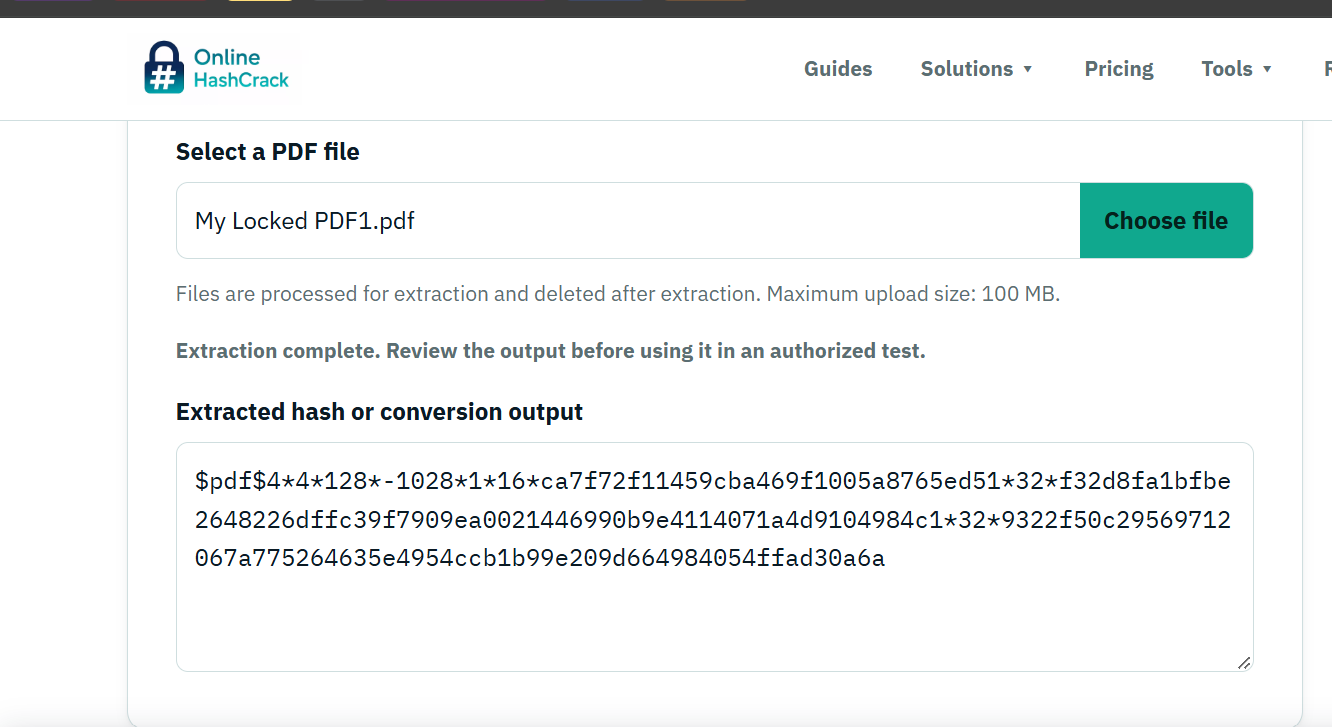 Online
HashCrack
Guides Solutions ▼ Pricing Tools ▼
Select a PDF file
My Locked PDF1.pdf Choose file
Files are processed for extraction and deleted after extraction. Maximum upload size: 100 MB.
Extraction complete. Review the output before using it in an authorized test.
Extracted hash or conversion output
$pdf$4*4*128*-1028*1*16*ca7f72f11459cba469f1005a8765ed51*32*f32d8fa1bfbe
2648226dffc39f7909ea0021446990b9e4114071a4d9104984c1*32*9322f50c29569712
067a775264635e4954ccb1b99e209d664984054ffad30a6a